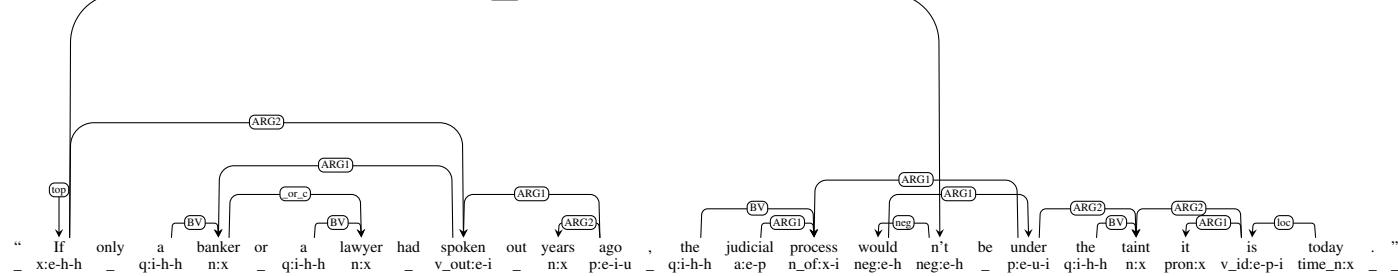 ARG2
ARG1 ARG1
top _or_c ARG1 ARG1
BV ARG2 ARG2
BV BV ARG2 ARG1 neg BV ARG1 loc
“ If only a banker or a lawyer had spoken out years ago , the judicial process would n’t be under the taint it is today . ”
_ x:e-h-h _ q:i-h-h n:x _ q:i-h-h n:x _ v_out:e-i _ n:x p:e-i-u _ q:i-h-h a:e-p n_of:x-i neg:e-h neg:e-h _ p:e-u-i q:i-h-h n:x pron:x v_id:e-p-i time_n:x _ _